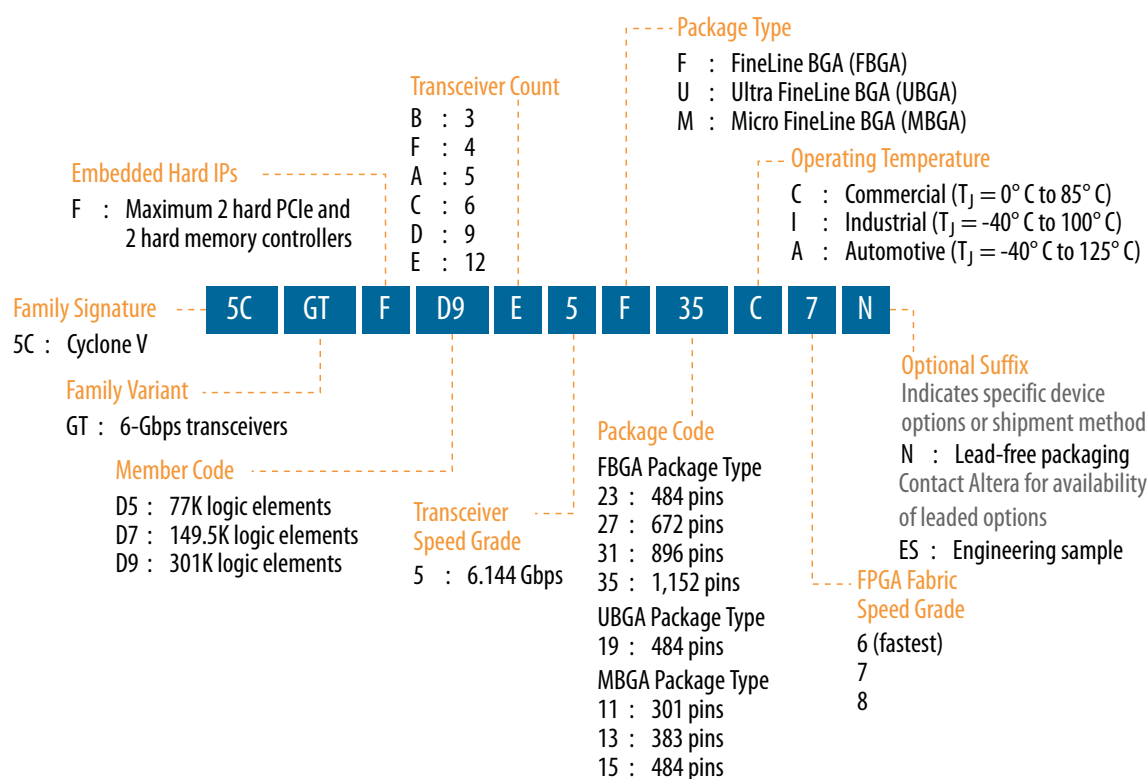 Package Type
F : FineLine BGA (FBGA)
U : Ultra FineLine BGA (UBGA)
M : Micro FineLine BGA (MBGA)
Transceiver Count
B : 3
F : 4
A : 5
C : 6
D : 9
E : 12
Operating Temperature
C : Commercial (TJ = 0° C to 85° C)
I : Industrial (TJ = -40° C to 100° C)
A : Automotive (TJ = -40° C to 125° C)
Embedded Hard IPs
F : Maximum 2 hard PCIe and
2 hard memory controllers
Family Signature
5C : Cyclone V
5C GT F D9 E 5 F 35 C 7 N
Family Variant
GT : 6-Gbps transceivers
Member Code
D5 : 77K logic elements
D7 : 149.5K logic elements
D9 : 301K logic elements
Transceiver
Speed Grade
5 : 6.144 Gbps
Package Code
FBGA Package Type
23 : 484 pins
27 : 672 pins
31 : 896 pins
35 : 1,152 pins
UBGA Package Type
19 : 484 pins
MBGA Package Type
11 : 301 pins
13 : 383 pins
15 : 484 pins
Optional Suffix
Indicates specific device
options or shipment method
N : Lead-free packaging
Contact Altera for availability
of leaded options
ES : Engineering sample
FPGA Fabric
Speed Grade
6 (fastest)
7
8